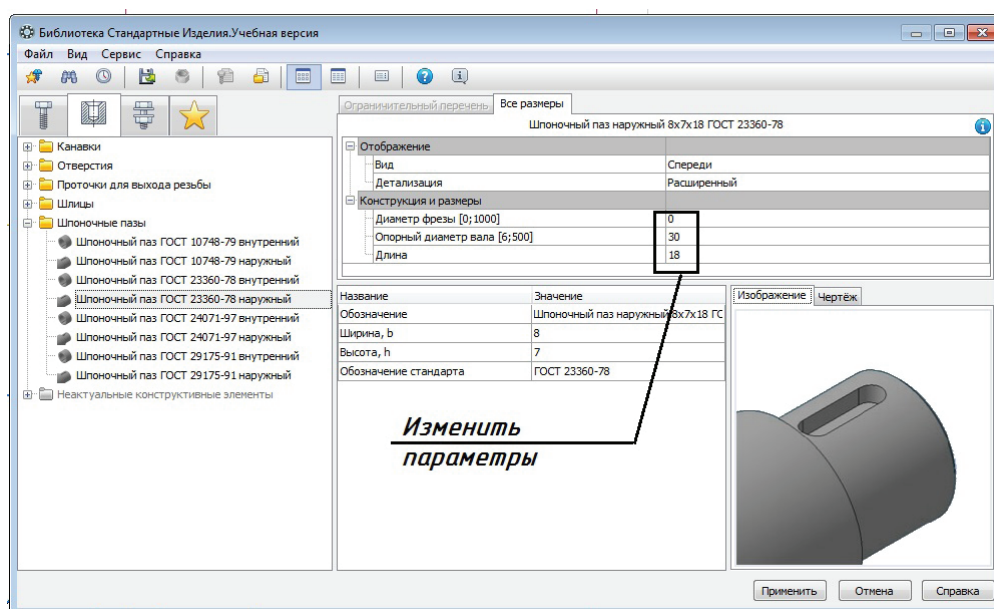 Библиотека Стандартные Изделия.Учебная версия
Файл Вид Сервис Справка
Ограничительный перечень Все размеры
Шпоночный паз наружный 8x7x18 ГОСТ 23360-78
Отображение
Вид Спереди
Детализация Расширенный
Конструкция и размеры
Диаметр фрезы [0;1000] 0
Опорный диаметр вала [6;500] 30
Длина 18
Канавки
Отверстия
Проточки для выхода резьбы
Шлицы
Шпоночные пазы
Шпоночный паз ГОСТ 10748-79 внутренний
Шпоночный паз ГОСТ 10748-79 наружный
Шпоночный паз ГОСТ 23360-78 внутренний
Шпоночный паз ГОСТ 23360-78 наружный
Шпоночный паз ГОСТ 24071-97 внутренний
Шпоночный паз ГОСТ 24071-97 наружный
Шпоночный паз ГОСТ 29175-91 внутренний
Шпоночный паз ГОСТ 29175-91 наружный
Неактуальные конструктивные элементы
Название Значение
Обозначение Шпоночный паз наружный 8x7x18 ГС
Ширина, b 8
Высота, h 7
Обозначение стандарта ГОСТ 23360-78
Изменить
параметры
Изображение Чертёж
Применить Отмена Справка